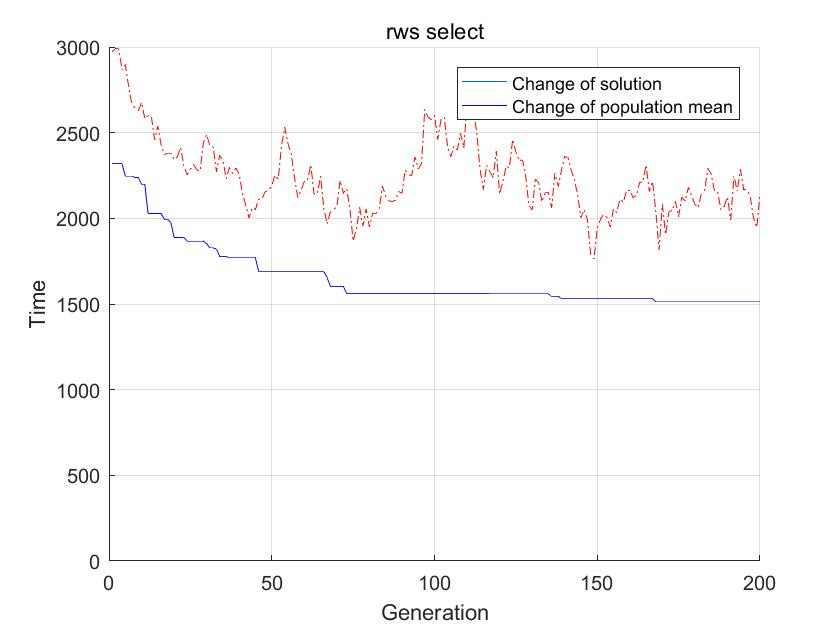 rws select
3000
2500
2000
1500
1000
500
0
Time
Change of solution
Change of population mean
0 50 100 150 200
Generation